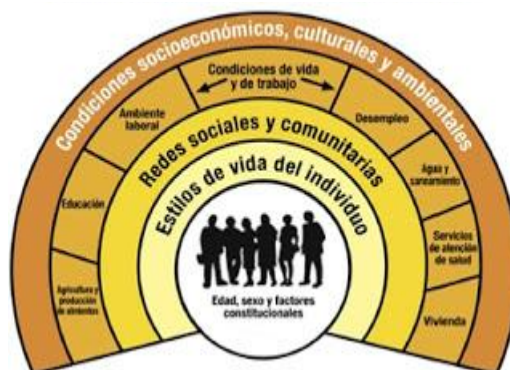 Condiciones socioeconómicos, culturales y ambientales
Condiciones de vida
y de trabajo
Ambiente
laboral
Desempleo
Redes sociales y comunitarias
Agua y
saneamiento
Educación
Estilos de vida del individuo
Servicios
de atención
de salud
Agricultura y
producción
de alimentos
Edad, sexo y factores
constitucionales
Vivienda